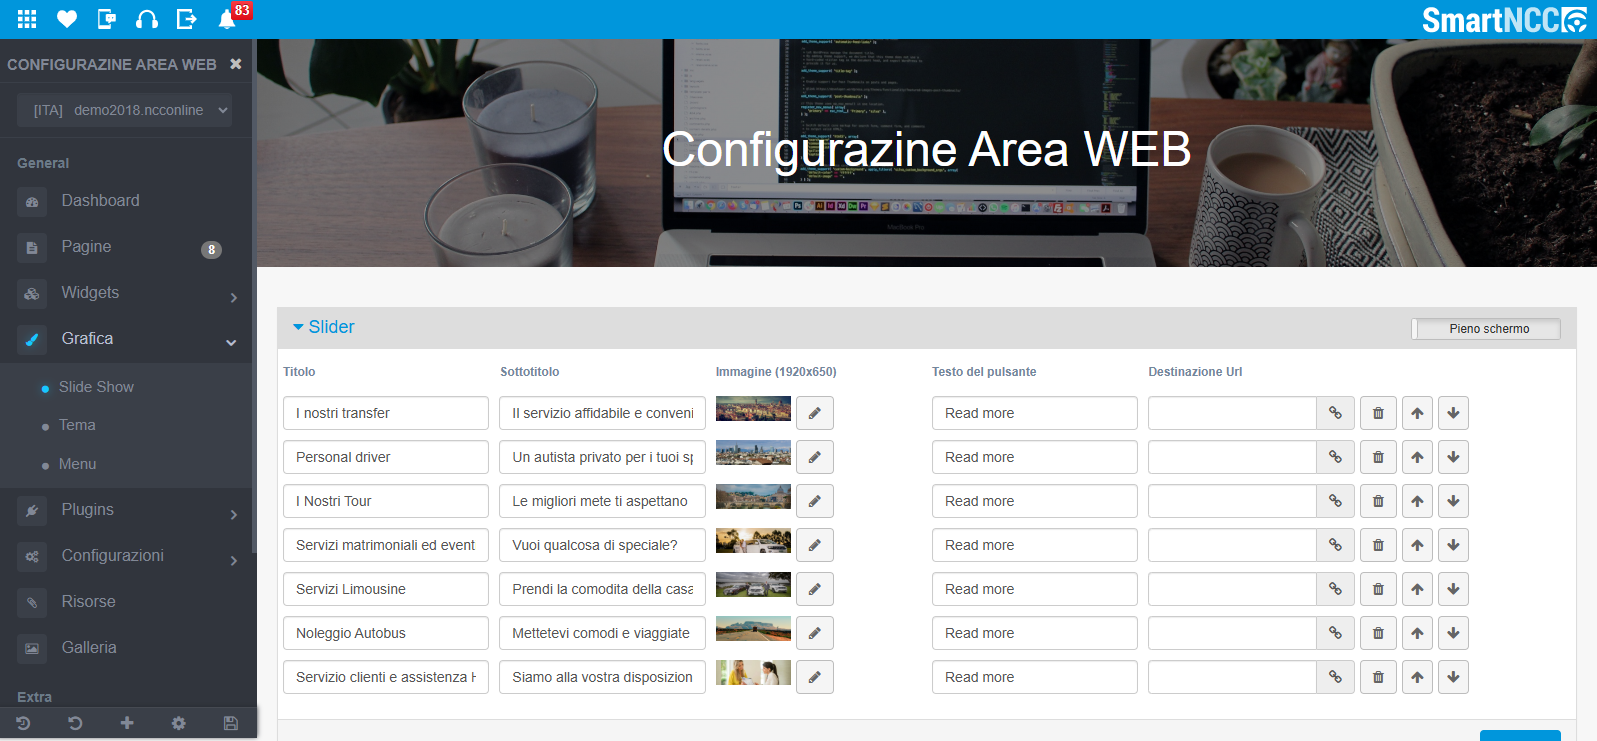 83
SmartNCC
CONFIGURAZINE AREA WEB
[ITA] demo2018.ncconline
General
Dashboard
Pagine 8
Widgets
Grafica
Slide Show
Tema
Menu
Plugins
Configurazioni
Risorse
Galleria
Extra
Configurazine Area WEB
MacBook Pro
Slider
Pieno schermo
Titolo Sottotitolo Immagine (1920x650) Testo del pulsante Destinazione Url
I nostri transfer Il servizio affidabile e conveni Read more
Personal driver Un autista privato per i tuoi sp Read more
I Nostri Tour Le migliori mete ti aspettano Read more
Servizi matrimoniali ed event Vuoi qualcosa di speciale? Read more
Servizi Limousine Prendi la comodita della casa Read more
Noleggio Autobus Mettetevi comodi e viaggiate Read more
Servizio clienti e assistenza H Siamo alla vostra disposizion Read more